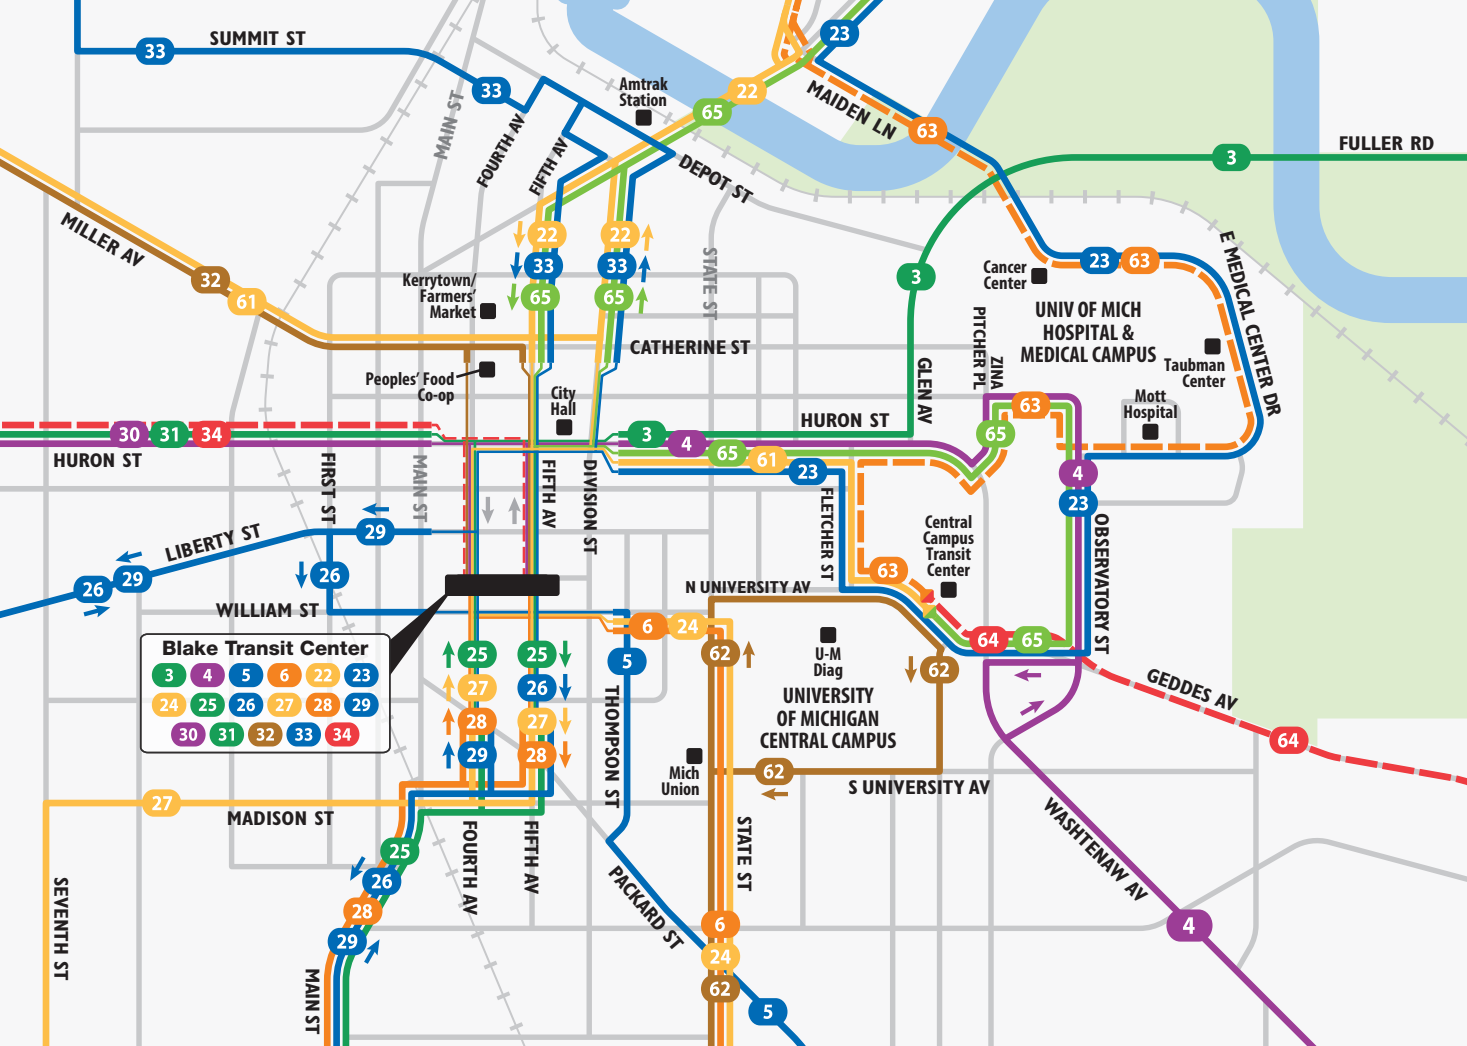 SUMMIT ST
33
33
23
22
65
Amtrak
Station
MAIN ST
FOURTH AV
FIFTH AV
DEPOT ST
MAIDEN LN
63
3
FULLER RD
MILLER AV
32
61
22
33
65
22
33
65
STATE ST
Kerrytown/
Farmers'
Market
CATHERINE ST
Peoples' Food
Co-op
City
Hall
3
GLEN AV
Cancer
Center
23
63
E MEDICAL CENTER DR
UNIV OF MICH
HOSPITAL &
MEDICAL CAMPUS
PITCHER PL
ZINA
Taubman
Center
Mott
Hospital
63
65
30
31
34
HURON ST
HURON ST
3
4
65
61
23
4
23
OBSERVATORY ST
FIRST ST
MAIN ST
FIFTH AV
DIVISION ST
FLETCHER ST
Central
Campus
Transit
Center
63
LIBERTY ST
29
26
29
26
WILLIAM ST
N UNIVERSITY AV
6
24
62
5
64
65
U-M
Diag
62
UNIVERSITY
OF MICHIGAN
CENTRAL CAMPUS
GEDDES AV
64
Blake Transit Center
3
4
5
6
22
23
24
25
26
27
28
29
30
31
32
33
34
25
27
28
29
25
26
27
28
THOMPSON ST
Mich
Union
62
S UNIVERSITY AV
27
MADISON ST
FOURTH AV
FIFTH AV
STATE ST
PACKARD ST
WASHTENAW AV
4
25
26
28
29
SEVENTH ST
MAIN ST
6
24
62
5